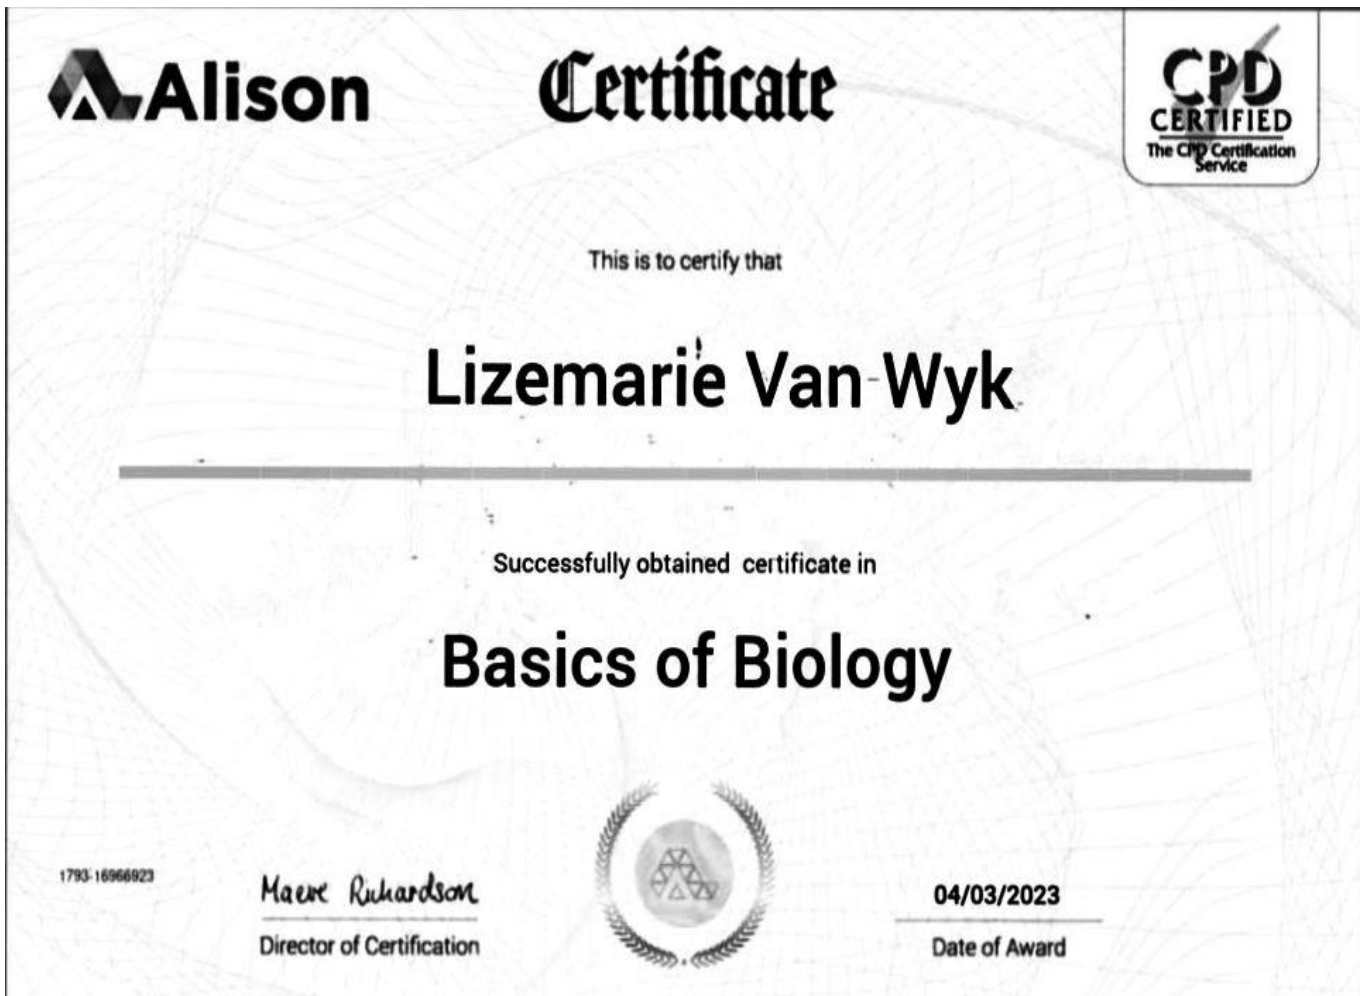 Alison
Certificate
CPD
CERTIFIED
The CPD Certification
Service
This is to certify that
Lizemarie Van Wyk
Successfully obtained certificate in
Basics of Biology
1793-16966923
Maeve Richardson
Director of Certification
04/03/2023
Date of Award